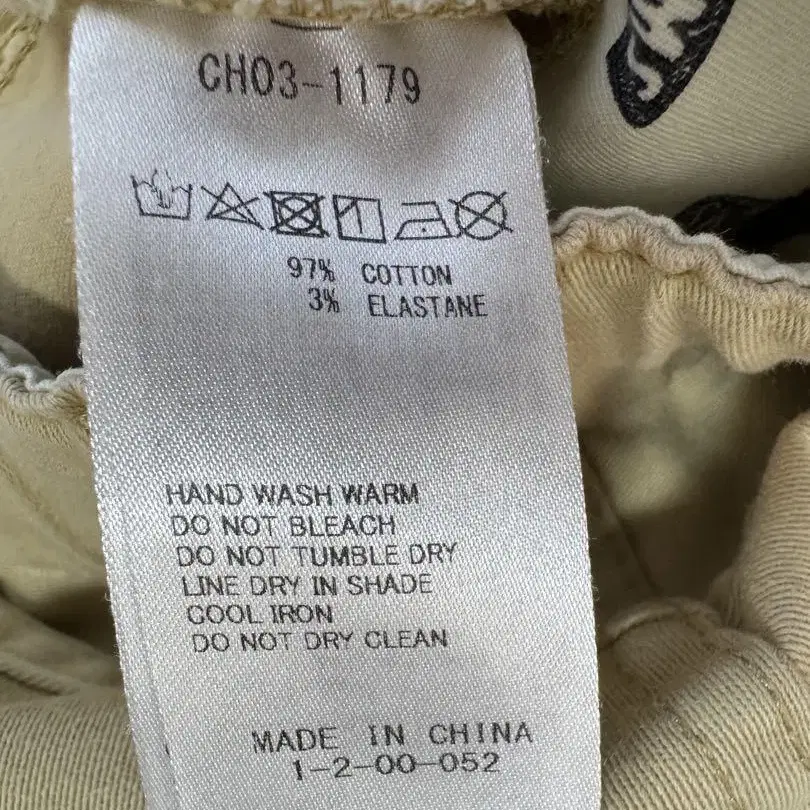 CH03-1179
97% COTTON
3% ELASTANE
HAND WASH WARM
DO NOT BLEACH
DO NOT TUMBLE DRY
LINE DRY IN SHADE
COOL IRON
DO NOT DRY CLEAN
MADE IN CHINA
1-2-00-052